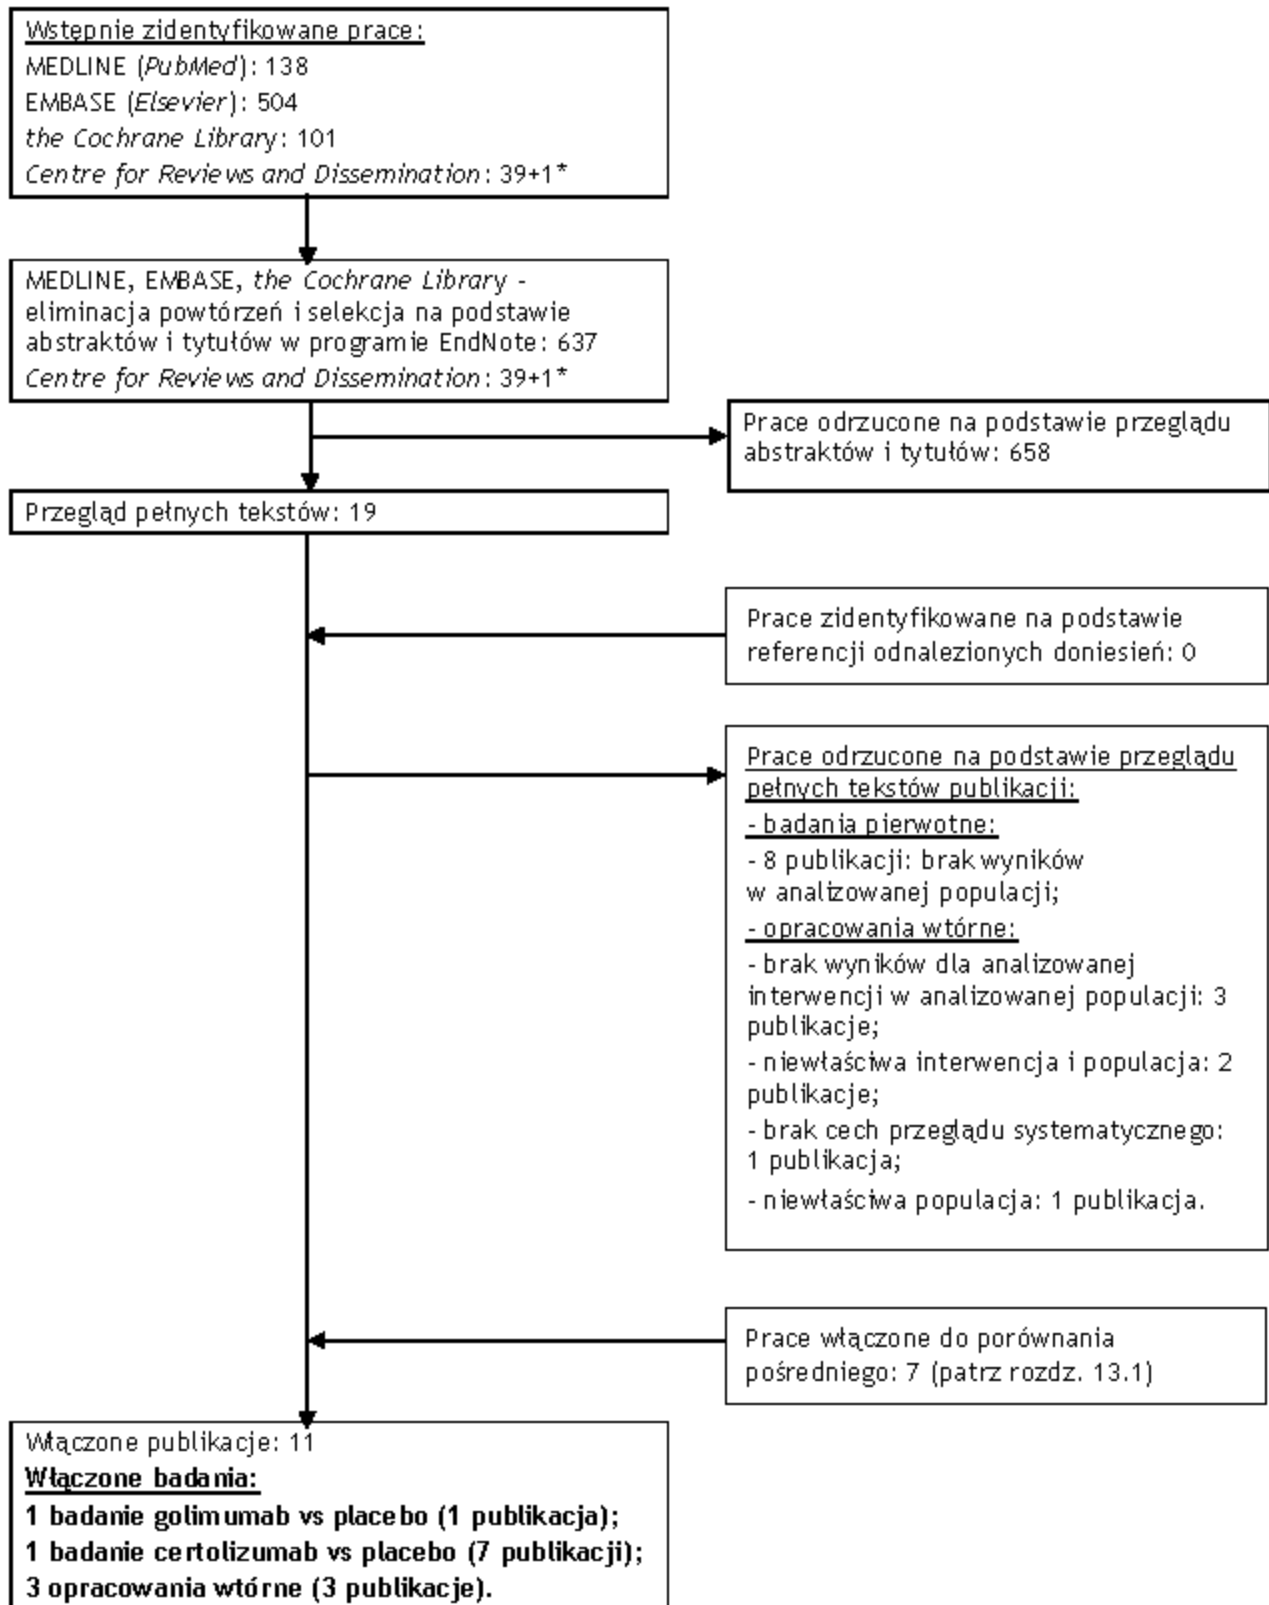 Wstępnie zidentyfikowane prace:
MEDLINE (PubMed): 138
EMBASE (Elsevier): 504
the Cochrane Library: 101
Centre for Reviews and Dissemination: 39+1*
MEDLINE, EMBASE, the Cochrane Library -
eliminacja powtórzeń i selekcja na podstawie
abstraktów i tytułów w programie EndNote: 637
Centre for Reviews and Dissemination: 39+1*
Prace odrzucone na podstawie przeglądu
abstraktów i tytułów: 658
Przegląd pełnych tekstów: 19
Prace zidentyfikowane na podstawie
referencji odnalezionych doniesień: 0
Prace odrzucone na podstawie przeglądu
pełnych tekstów publikacji:
- badania pierwotne:
- 8 publikacji: brak wyników
w analizowanej populacji;
- opracowania wtórne:
- brak wyników dla analizowanej
interwencji w analizowanej populacji: 3
publikacje;
- niewłaściwa interwencja i populacja: 2
publikacje;
- brak cech przeglądu systematycznego:
1 publikacja;
- niewłaściwa populacja: 1 publikacja.
Prace włączone do porównania
pośredniego: 7 (patrz rozdz. 13.1)
Włączone publikacje: 11
Włączone badania:
1 badanie golimumab vs placebo (1 publikacja);
1 badanie certolizumab vs placebo (7 publikacji);
3 opracowania wtórne (3 publikacje).